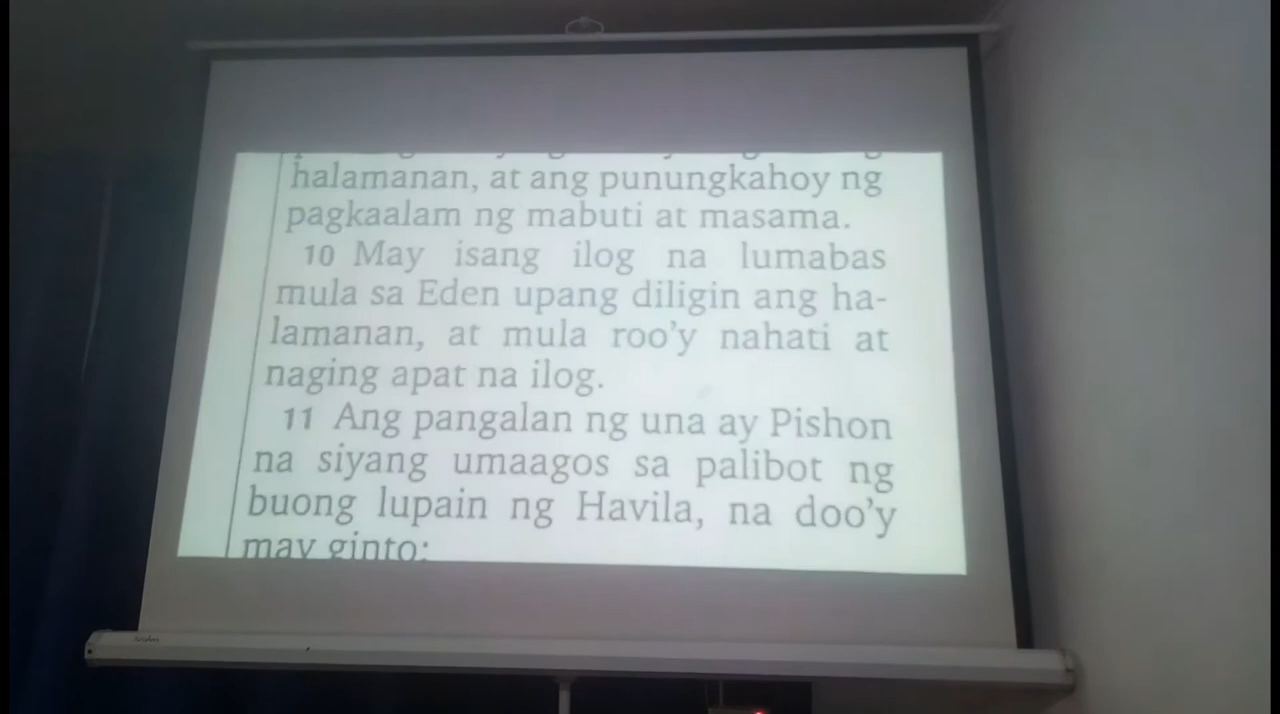 halamanan, at ang punungkahoy ng
pagkaalam ng mabuti at masama.
10 May isang ilog na lumabas
mula sa Eden upang diligin ang ha-
lamanan, at mula roo'y nahati at
naging apat na ilog.
11 Ang pangalan ng una ay Pishon
na siyang umaagos sa palibot ng
buong lupain ng Havila, na doo'y
may ginto;